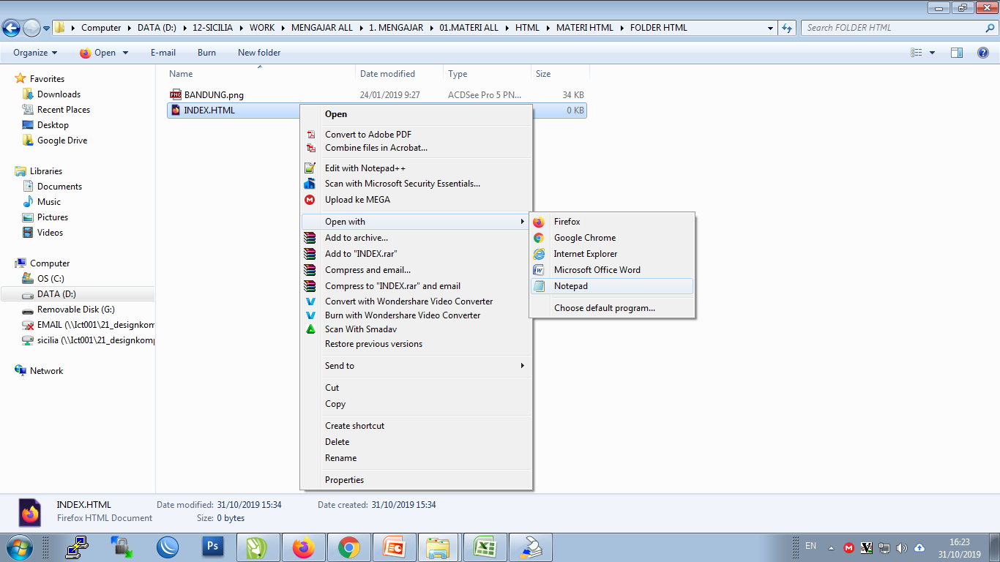 Computer DATA (D:) 12-SICILIA WORK MENGAJAR ALL 1. MENGAJAR 01.MATERI ALL HTML MATERI HTML FOLDER HTML Search FOLDER HTML
Organize Open E-mail Burn New folder
Favorites
Downloads
Recent Places
Desktop
Google Drive
Libraries
Documents
Music
Pictures
Videos
Computer
OS (C:)
DATA (D:)
Removable Disk (G:)
EMAIL (\\Ict001\21_designkom
sicilia (\\Ict001\21_designkomp
Network
Name Date modified Type Size
BANDUNG.png 24/01/2019 9:27 ACDSee Pro 5 PN... 34 KB
INDEX.HTML 0 KB
Open
Convert to Adobe PDF
Combine files in Acrobat...
Edit with Notepad++
Scan with Microsoft Security Essentials...
Upload ke MEGA
Open with
Add to archive...
Add to "INDEX.rar"
Compress and email...
Compress to "INDEX.rar" and email
Convert with Wondershare Video Converter
Burn with Wondershare Video Converter
Scan With Smadav
Restore previous versions
Send to
Cut
Copy
Create shortcut
Delete
Rename
Properties
Firefox
Google Chrome
Internet Explorer
Microsoft Office Word
Notepad
Choose default program...
INDEX.HTML Date modified: 31/10/2019 15:34 Date created: 31/10/2019 15:34
Firefox HTML Document Size: 0 bytes
Ps
EN
16:23
31/10/2019